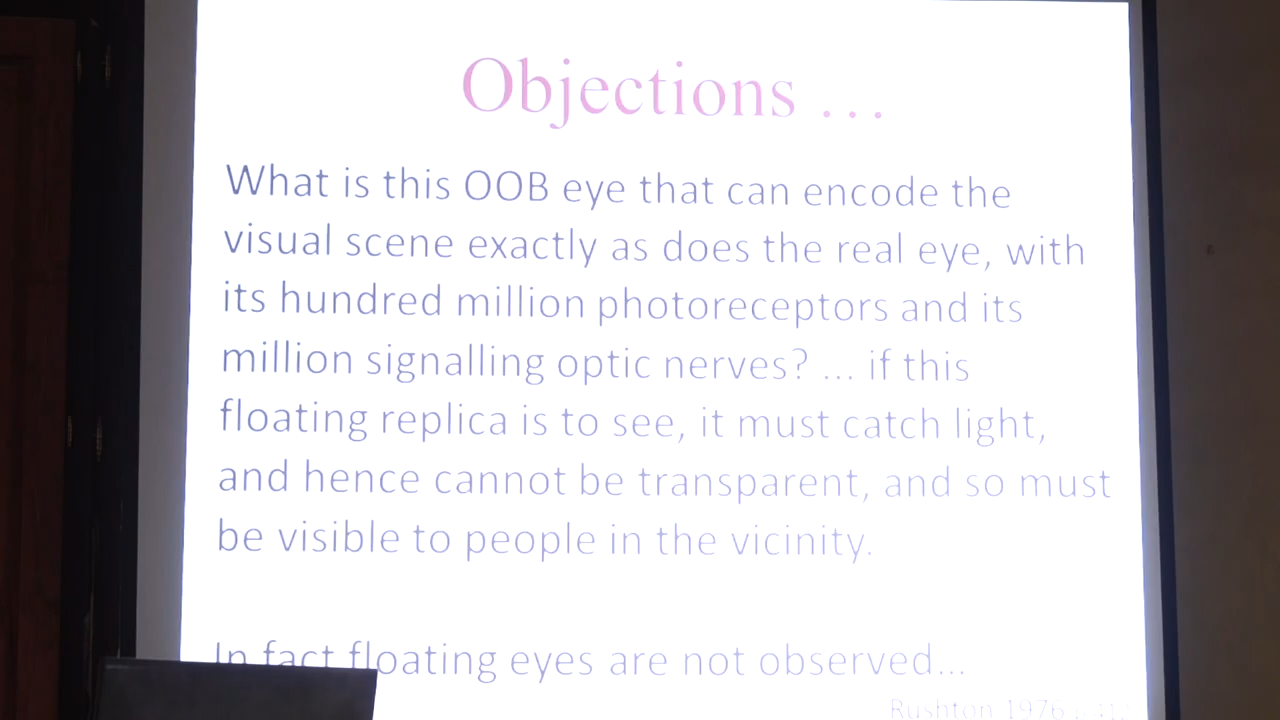 Objections ...
What is this OOB eye that can encode the
visual scene exactly as does the real eye, with
its hundred million photoreceptors and its
million signalling optic nerves? ... if this
floating replica is to see, it must catch light,
and hence cannot be transparent, and so must
be visible to people in the vicinity.
In fact floating eyes are not observed...
Rushton 1976